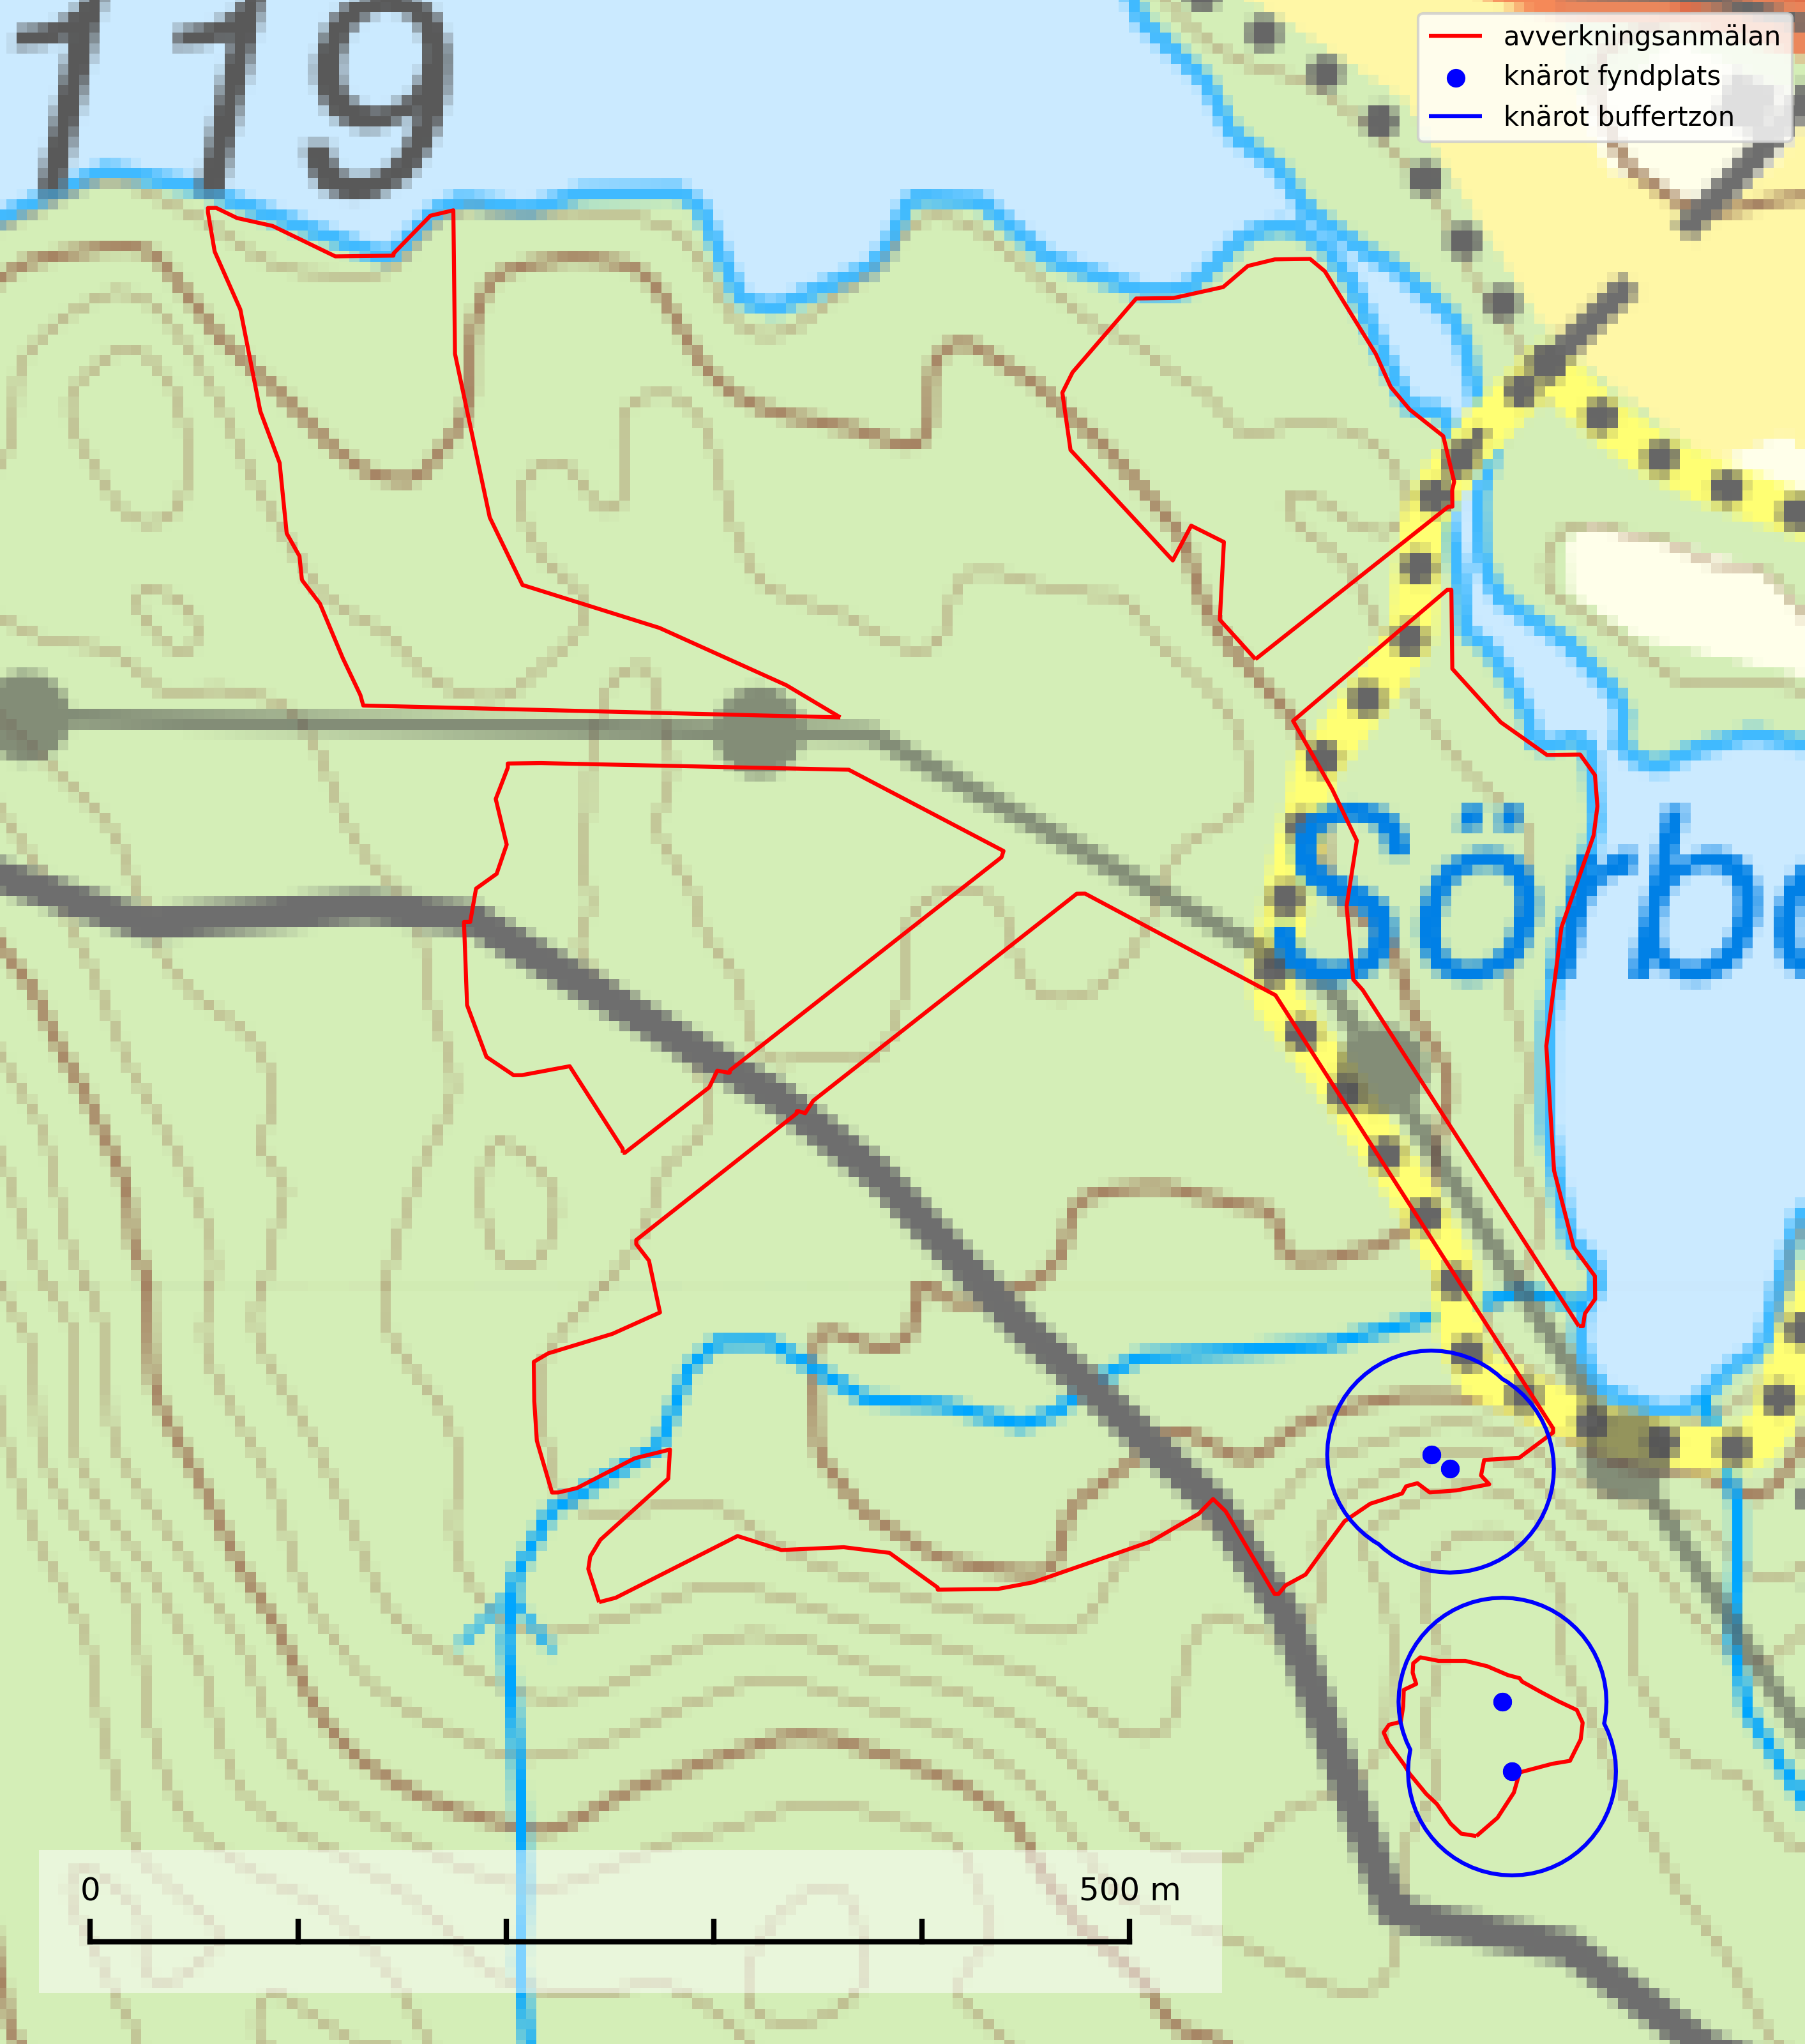 119
avverkningsanmälan
knärot fyndplats
knärot buffertzon
Sörb
0
500 m